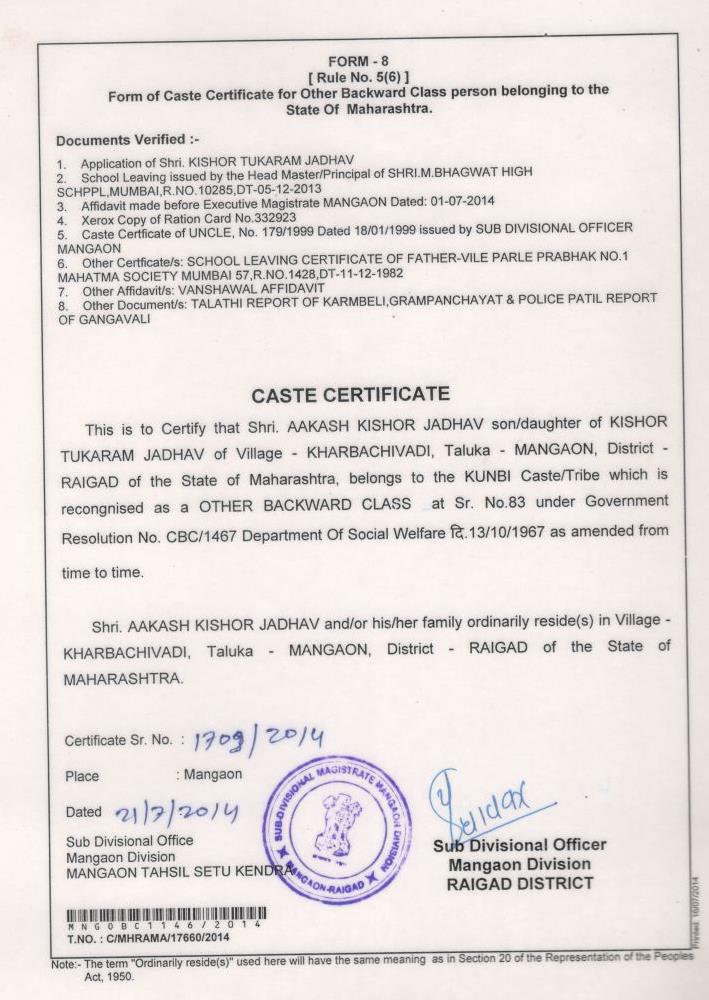 FORM - 8
[ Rule No. 5(6) ]
Form of Caste Certificate for Other Backward Class person belonging to the
State Of Maharashtra.
Documents Verified :-
1. Application of Shri. KISHOR TUKARAM JADHAV
2. School Leaving issued by the Head Master/Principal of SHRI.M.BHAGWAT HIGH
SCHPPL,MUMBAI,R.NO.10285,DT-05-12-2013
3. Affidavit made before Executive Magistrate MANGAON Dated: 01-07-2014
4. Xerox Copy of Ration Card No.332923
5. Caste Certfcate of UNCLE, No. 179/1999 Dated 18/01/1999 issued by SUB DIVISIONAL OFFICER
MANGAON
6. Other Certfcate/s: SCHOOL LEAVING CERTIFICATE OF FATHER-VILE PARLE PRABHAK NO.1
MAHATMA SOCIETY MUMBAI 57,R.NO.1428,DT-11-12-1982
7. Other Affidavit/s: VANSHAWAL AFFIDAVIT
8. Other Document/s: TALATHI REPORT OF KARMBELI,GRAMPANCHAYAT & POLICE PATIL REPORT
OF GANGAVALI
CASTE CERTIFICATE
This is to Certify that Shri. AAKASH KISHOR JADHAV son/daughter of KISHOR
TUKARAM JADHAV of Village - KHARBACHIVADI, Taluka - MANGAON, District -
RAIGAD of the State of Maharashtra, belongs to the KUNBI Caste/Tribe which is
recongnised as a OTHER BACKWARD CLASS at Sr. No.83 under Government
Resolution No. CBC/1467 Department Of Social Welfare दि.13/10/1967 as amended from
time to time.
Shri. AAKASH KISHOR JADHAV and/or his/her family ordinarily reside(s) in Village -
KHARBACHIVADI, Taluka - MANGAON, District - RAIGAD of the State of
MAHARASHTRA.
Certificate Sr. No. : 1709/2014
Place : Mangaon
Dated 21/7/2014
Sub Divisional Office
Mangaon Division
MANGAON TAHSIL SETU KENDRA
SUB-DIVISIONAL MAGISTRATE MANGAON DIVISION
MANGAON-RAIGAD
Sub Divisional Officer
Mangaon Division
RAIGAD DISTRICT
MNGOBC1146/2014
T.NO. : C/MHRAMA/17660/2014
Printed 16/07/2014
Note:- The term "Ordinarily reside(s)" used here will have the same meaning as in Section 20 of the Representation of the Peoples
Act, 1950.